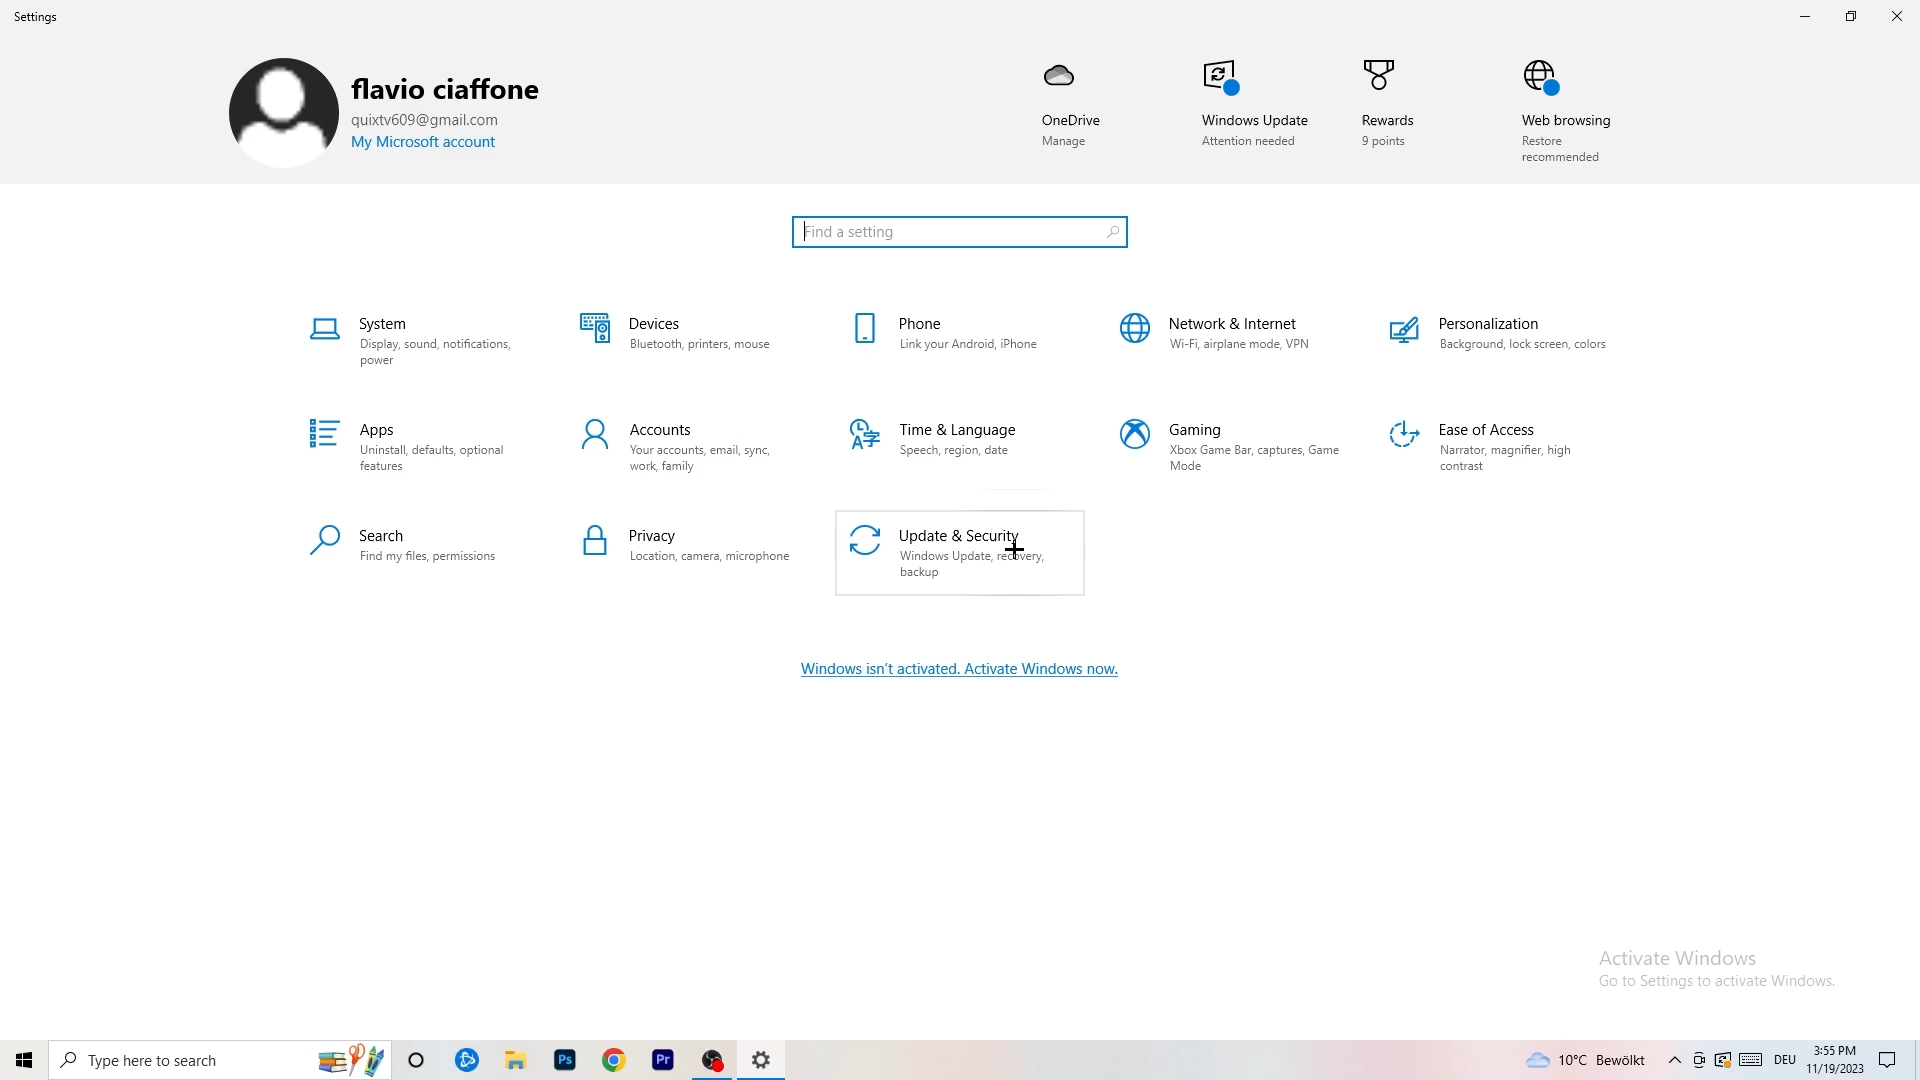 Settings
flavio ciaffone
quixtv609@gmail.com
My Microsoft account
OneDrive
Manage
Windows Update
Attention needed
Rewards
9 points
Web browsing
Restore
recommended
Find a setting
System
Display, sound, notifications,
power
Devices
Bluetooth, printers, mouse
Phone
Link your Android, iPhone
Network & Internet
Wi-Fi, airplane mode, VPN
Personalization
Background, lock screen, colors
Apps
Uninstall, defaults, optional
features
Accounts
Your accounts, email, sync,
work, family
Time & Language
Speech, region, date
Gaming
Xbox Game Bar, captures, Game
Mode
Ease of Access
Narrator, magnifier, high
contrast
Search
Find my files, permissions
Privacy
Location, camera, microphone
Update & Security
Windows Update, recovery,
backup
Windows isn't activated. Activate Windows now.
Activate Windows
Go to Settings to activate Windows.
Type here to search
Ps
Pr
10°C Bewölkt
DEU
3:55 PM
11/19/2023